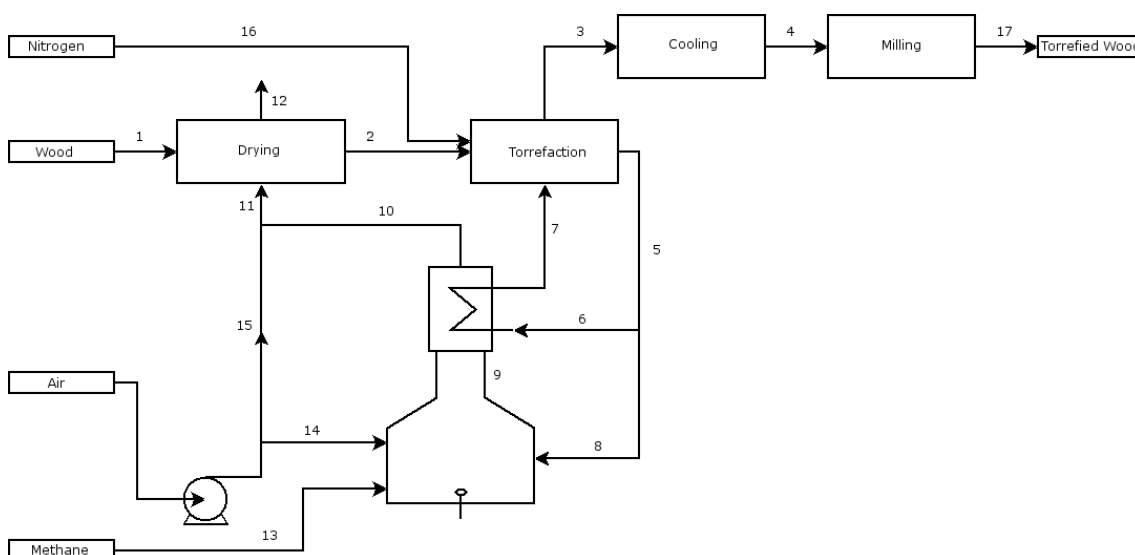 16
3
4
17
Nitrogen
Cooling
Milling
Torrefied Wood
12
1
2
Wood
Drying
Torrefaction
11
10
7
5
15
6
9
Air
14
8
13
Methane